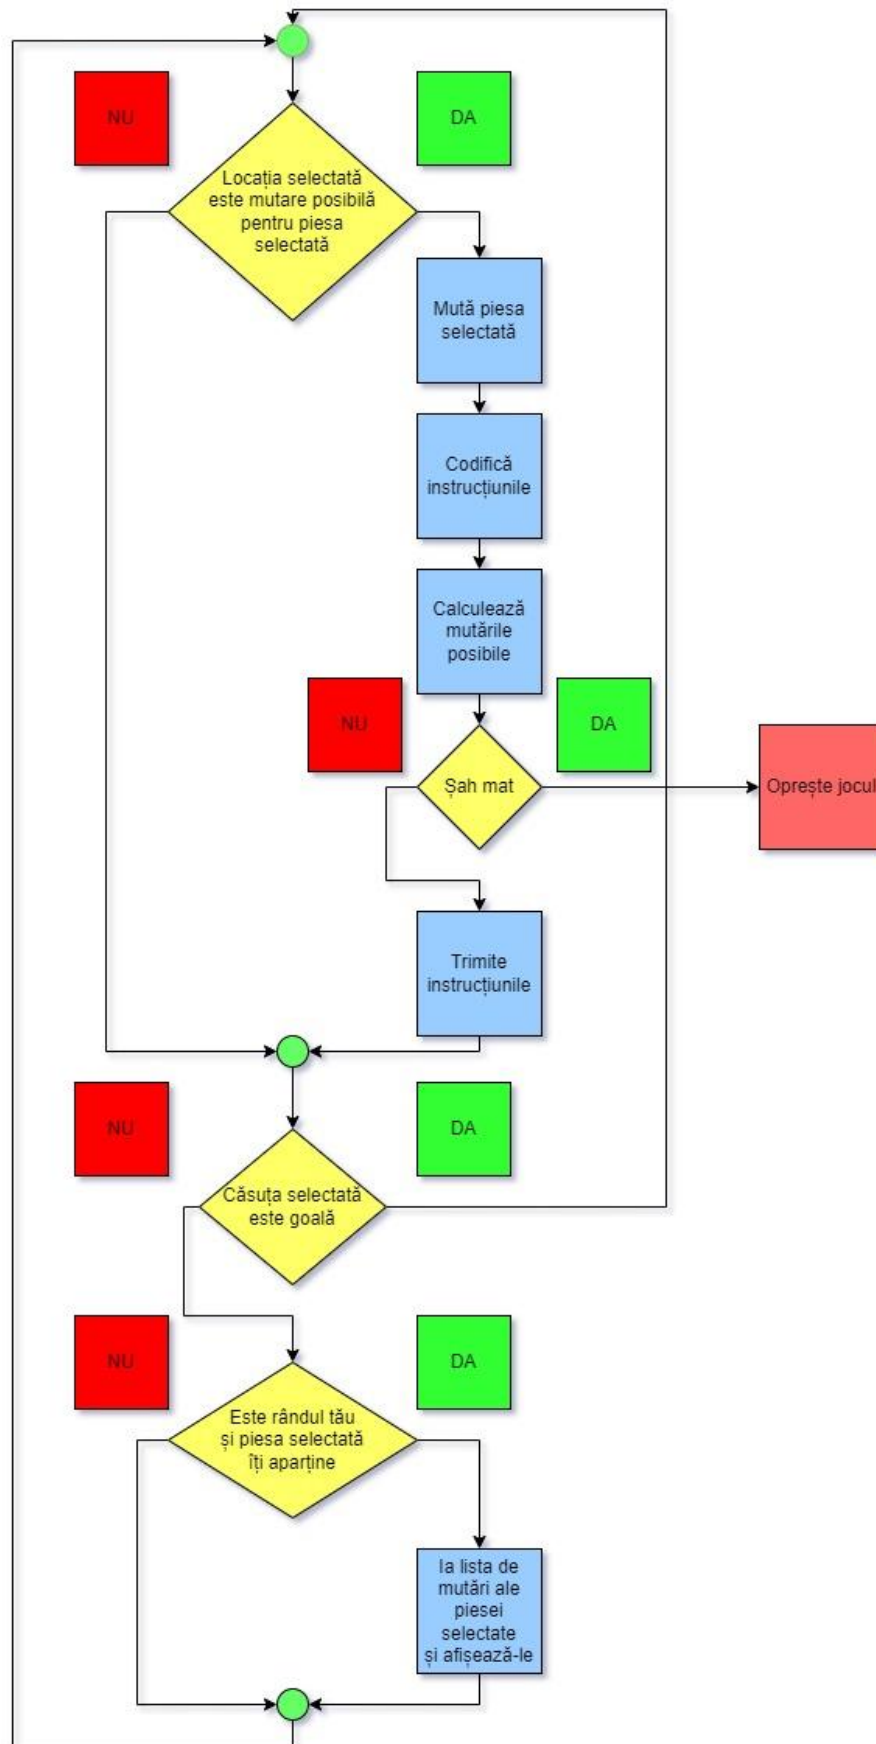 NU
DA
Locația selectată
este mutare posibilă
pentru piesa
selectată
Mută piesa
selectată
Codifică
instrucțiunile
Calculează
mutările
posibile
NU
DA
Șah mat
Oprește jocul
Trimite
instrucțiunile
NU
DA
Căsuța selectată
este goală
NU
DA
Este rândul tău
și piesa selectată
îți aparține
Ia lista de
mutări ale
piesei
selectate
și afișează-le